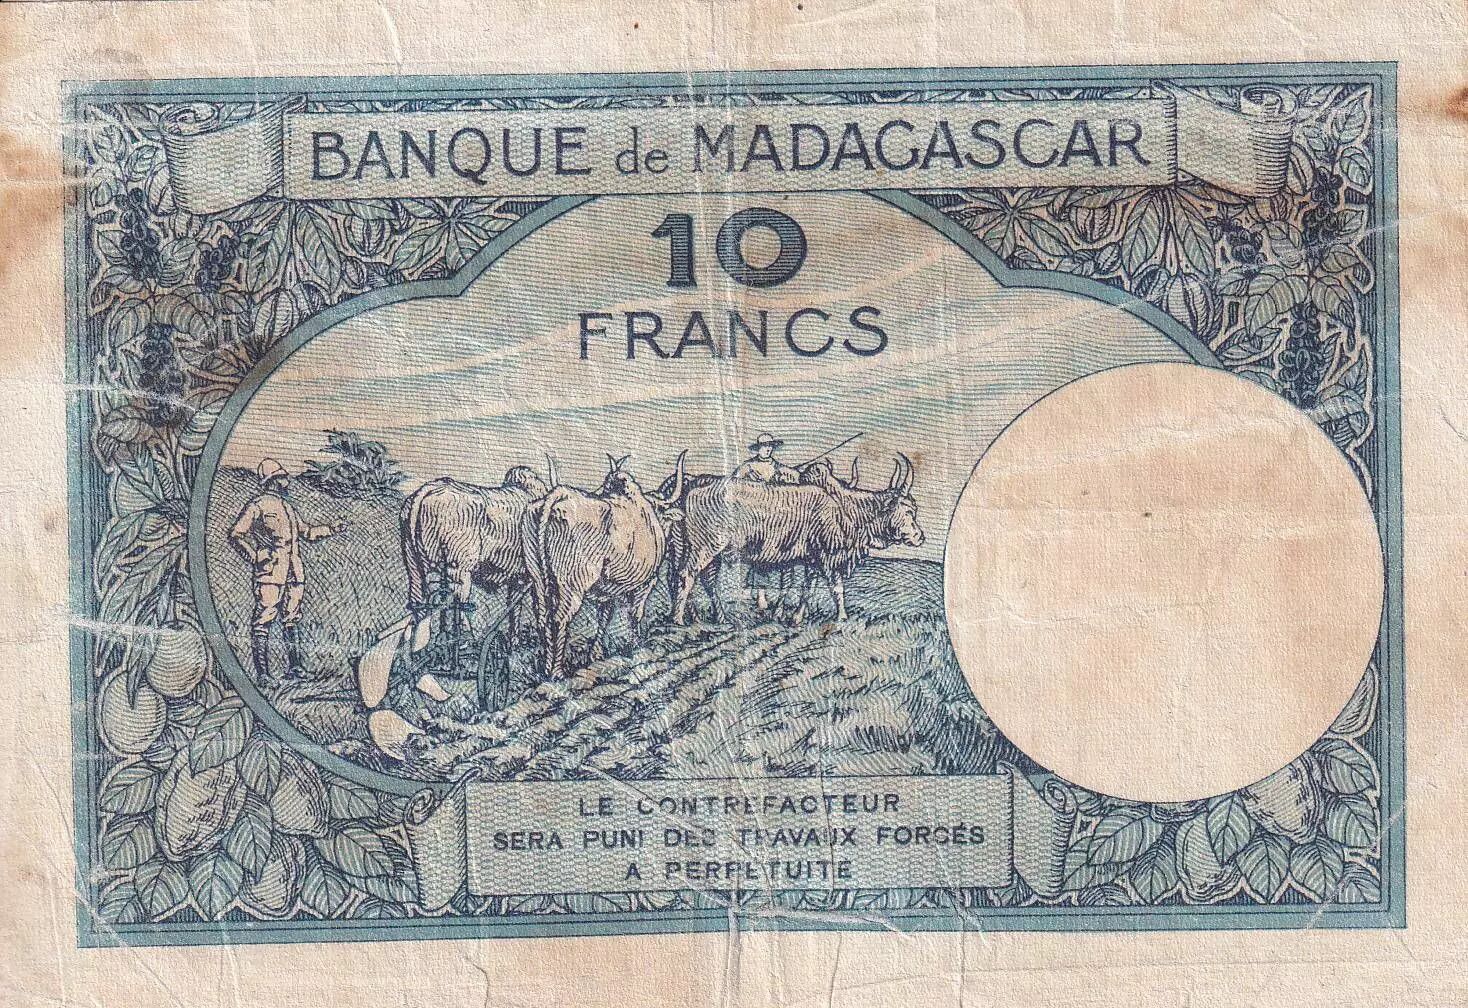 BANQUE de MADAGASCAR
10
FRANCS
LE CONTREFACTEUR
SERA PUNI DES TRAVAUX FORCÉS
A PERPETUITE